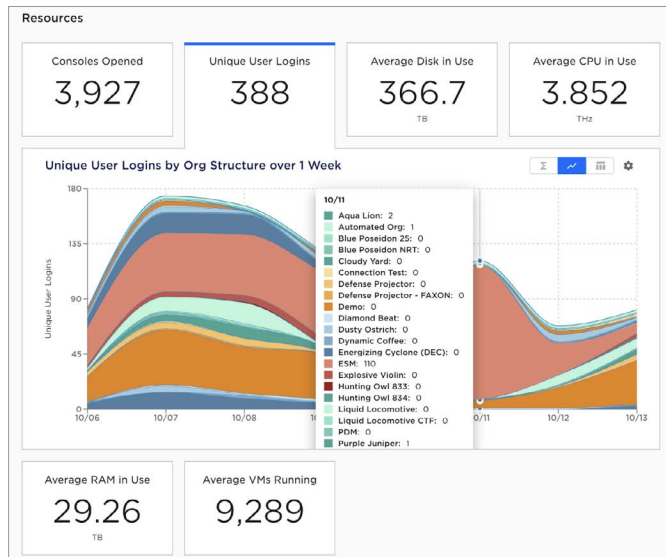 Resources
Consoles Opened
3,927
Unique User Logins
388
Average Disk in Use
366.7
TB
Average CPU in Use
3.852
THz
Unique User Logins by Org Structure over 1 Week
Σ
Unique User Logins
180
135
90
45
0
10/06
10/07
10/08
10/11
10/12
10/13
10/11
Aqua Lion: 2
Automated Org: 1
Blue Poseidon 25: 0
Blue Poseidon NRT: 0
Cloudy Yard: 0
Connection Test: 0
Defense Projector: 0
Defense Projector - FAXON: 0
Demo: 0
Diamond Beat: 0
Dusty Ostrich: 0
Dynamic Coffee: 0
Energizing Cyclone (DEC): 0
ESM: 110
Explosive Violin: 0
Hunting Owl 833: 0
Hunting Owl 834: 0
Liquid Locomotive: 0
Liquid Locomotive CTF: 0
PDM: 0
Purple Juniper: 1
Average RAM in Use
29.26
TB
Average VMs Running
9,289